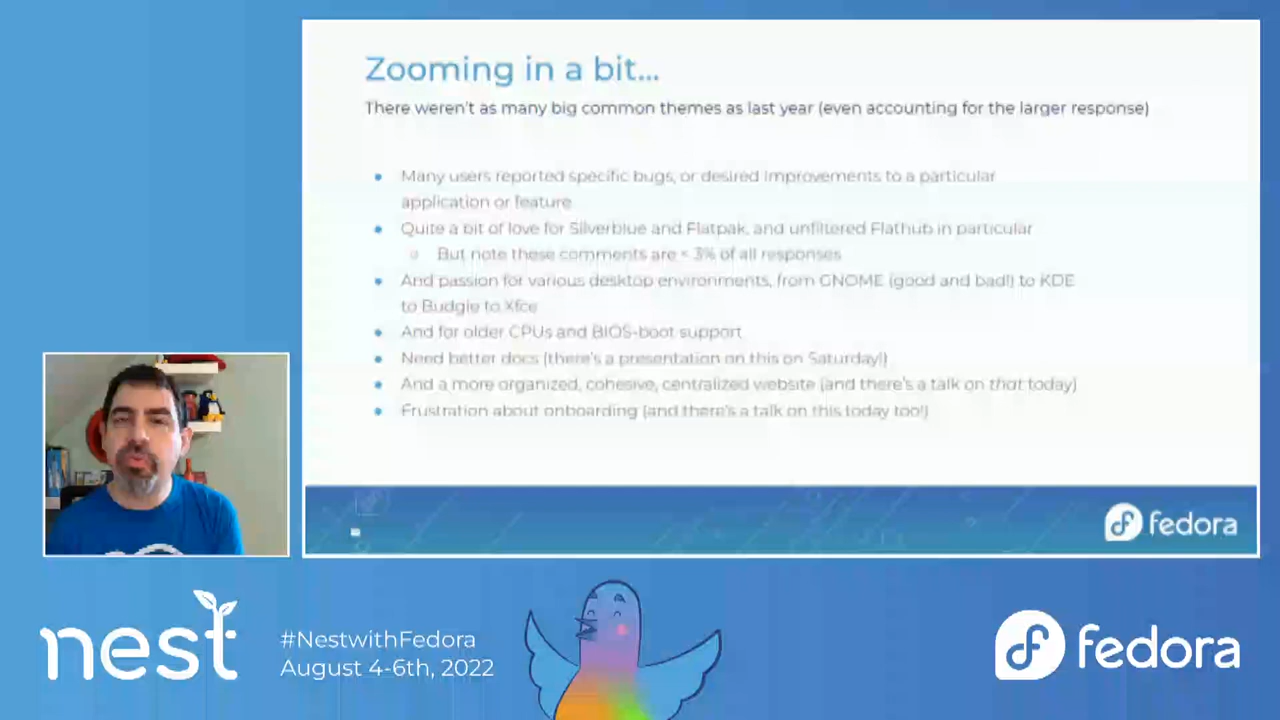 Zooming in a bit...
There weren't as many big common themes as last year (even accounting for the larger response)
Many users reported specific bugs, or desired improvements to a particular
application or feature
Quite a bit of love for Silverblue and Flatpak, and unfiltered Flathub in particular
But note these comments are < 3% of all responses
And passion for various desktop environments, from GNOME (good and bad!) to KDE
to Budgie to Xfce
And for older CPUs and BIOS-boot support
Need better docs (there's a presentation on this on Saturday!)
And a more organized, cohesive, centralized website (and there's a talk on that today)
Frustration about onboarding (and there's a talk on this today too!)
fedora
nest
#NestwithFedora
August 4-6th, 2022
fedora